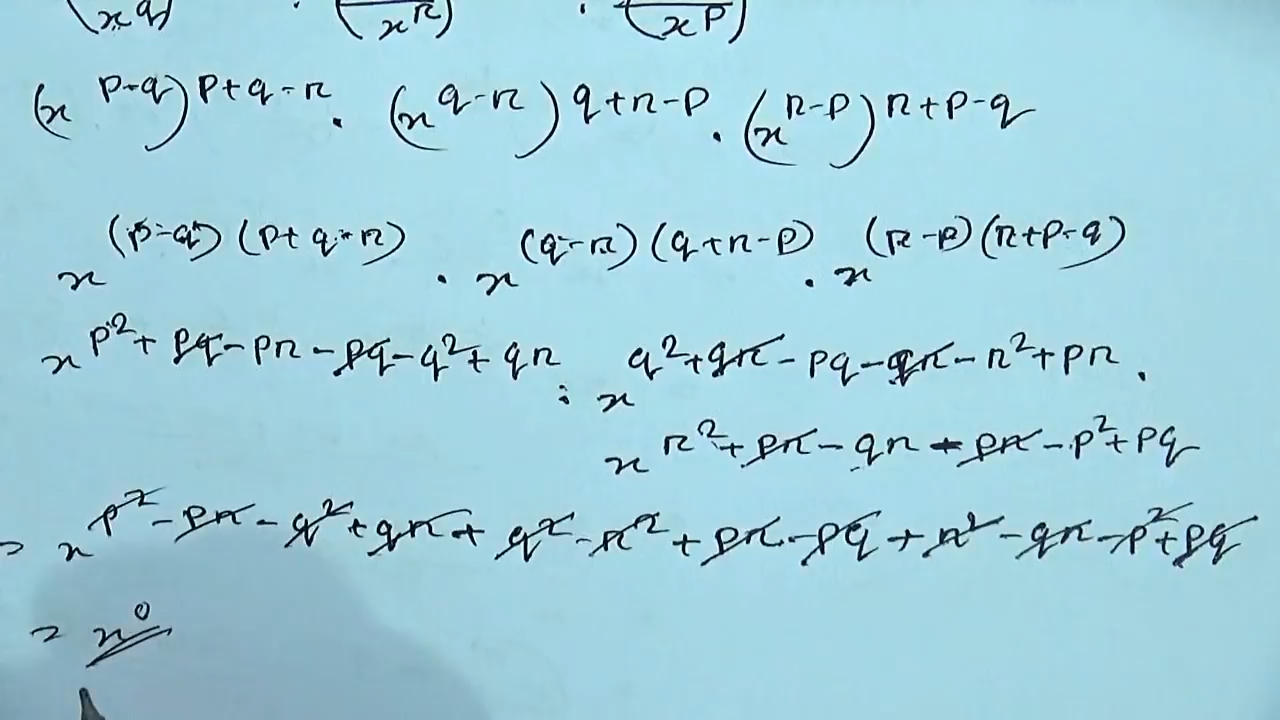 (x^q) . (x^r) . (x^p)
(x^{p-q})^{p+q-r} . (x^{q-r})^{q+r-p} . (x^{r-p})^{r+p-q}
x^{(p-q)(p+q-r)} . x^{(q-r)(q+r-p)} . x^{(r-p)(r+p-q)}
x^{p²+pq-pr-pq-q²+qr} . x^{q²+qr-pq-qr-r²+pr} .
x^{r²+pr-qr-pr-p²+pq}
= x^{p²-pr-q²+qr+q²-r²+pr-pq+r²-qr-p²+pq}
= x^0